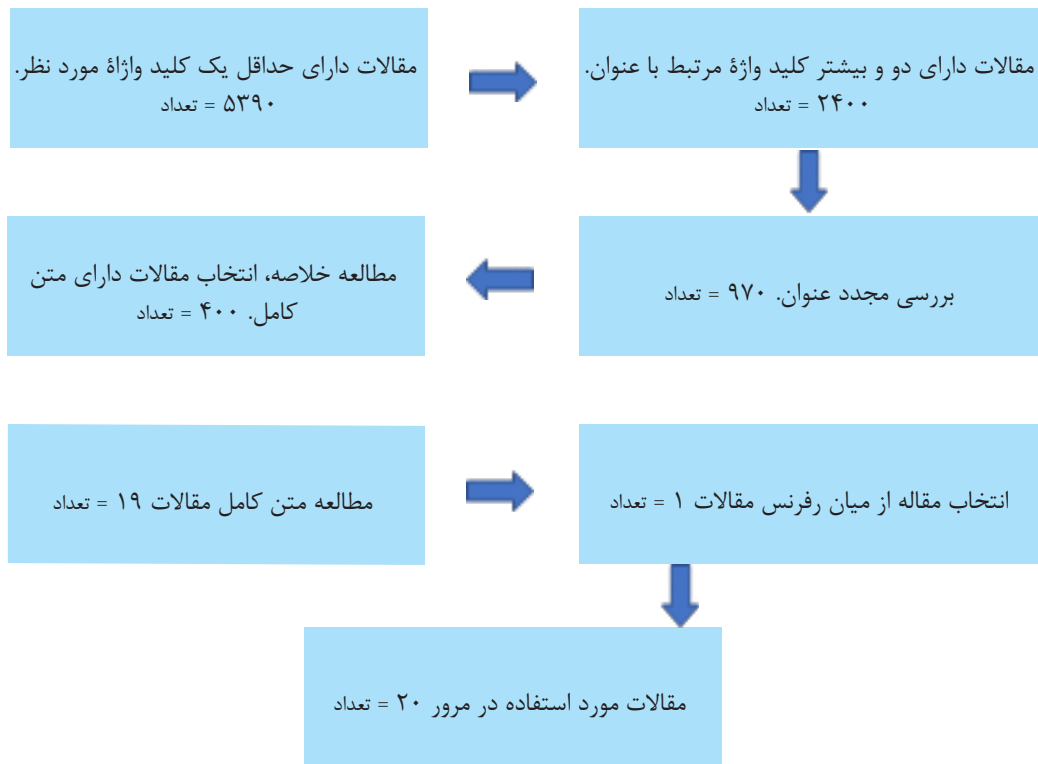 مقالات دارای حداقل یک کلید واژاۀ مورد نظر.
۵۳۹۰ = تعداد
مقالات دارای دو و بیشتر کلید واژۀ مرتبط با عنوان.
۲۴۰۰ = تعداد
بررسی مجدد عنوان. ۹۷۰ = تعداد
مطالعه خلاصه، انتخاب مقالات دارای متن
کامل. ۴۰۰ = تعداد
مطالعه متن کامل مقالات ۱۹ = تعداد
انتخاب مقاله از میان رفرنس مقالات ۱ = تعداد
مقالات مورد استفاده در مرور ۲۰ = تعداد